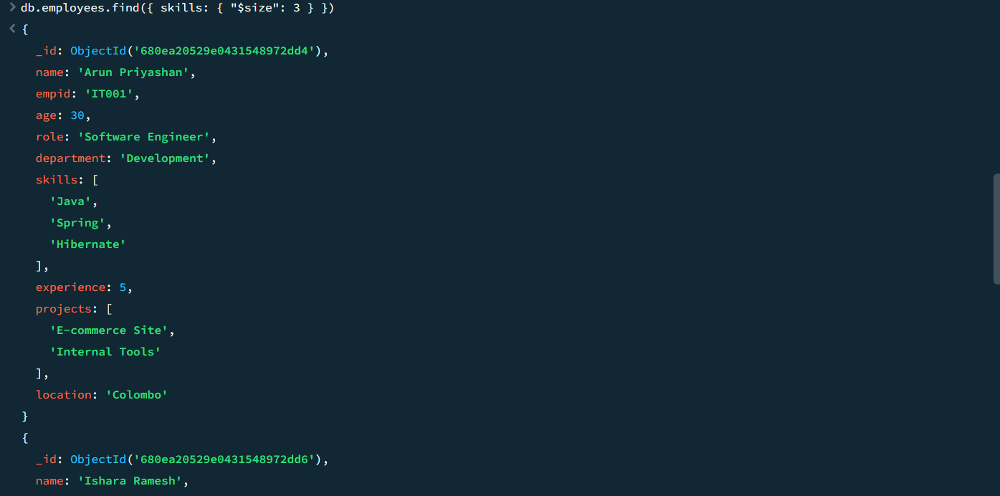 > db.employees.find({ skills: { "$size": 3 } })
< {
_id: ObjectId('680ea20529e0431548972dd4'),
name: 'Arun Priyashan',
empid: 'IT001',
age: 30,
role: 'Software Engineer',
department: 'Development',
skills: [
'Java',
'Spring',
'Hibernate'
],
experience: 5,
projects: [
'E-commerce Site',
'Internal Tools'
],
location: 'Colombo'
}
{
_id: ObjectId('680ea20529e0431548972dd6'),
name: 'Ishara Ramesh',